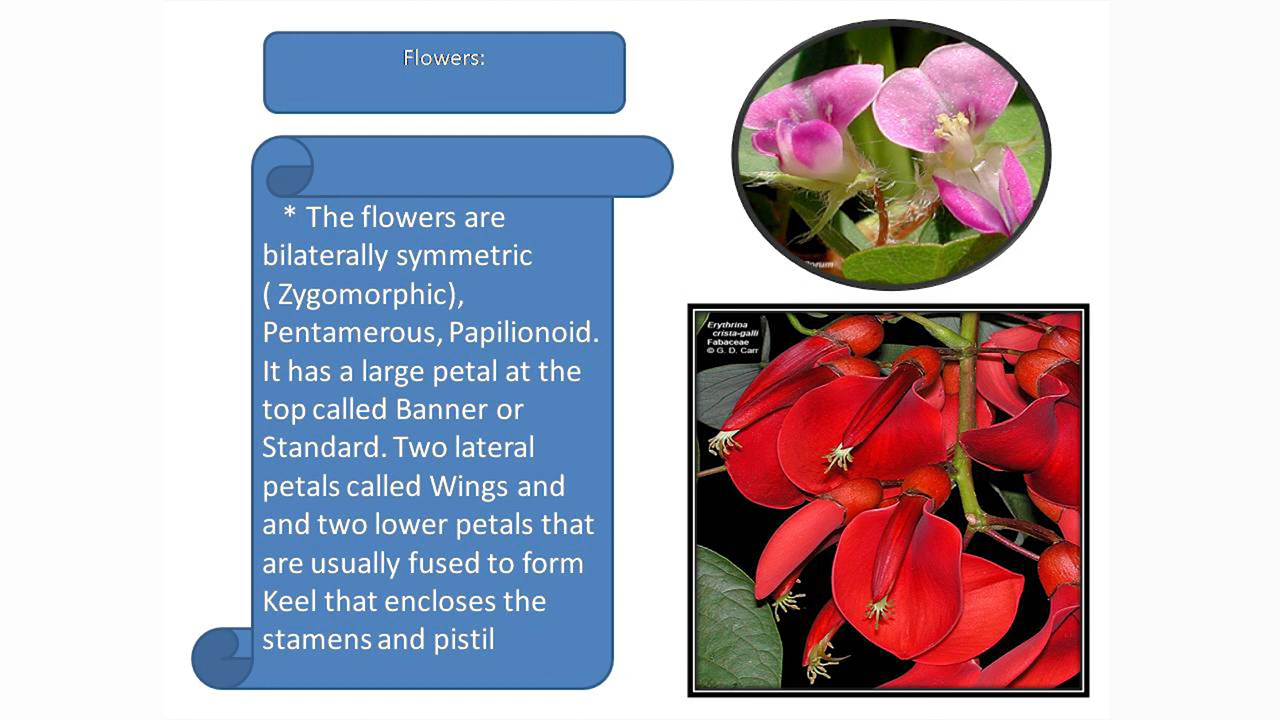 Flowers:
* The flowers are
bilaterally symmetric
( Zygomorphic),
Pentamerous, Papilionoid.
It has a large petal at the
top called Banner or
Standard. Two lateral
petals called Wings and
and two lower petals that
are usually fused to form
Keel that encloses the
stamens and pistil
Erythrina
crista-galli
Fabaceae
© G. D. Carr